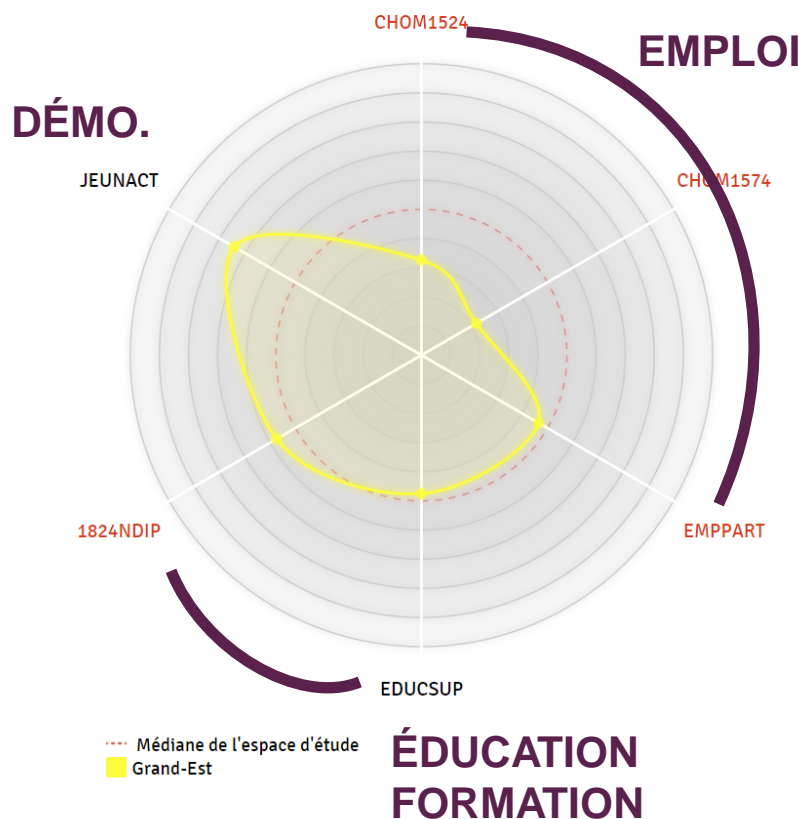 CHOM1524
EMPLOI
DÉMO.
JEUNACT
CHOM1574
1824NDIP
EMPPART
EDUCSUP
Médiane de l'espace d'étude
Grand-Est
ÉDUCATION
FORMATION